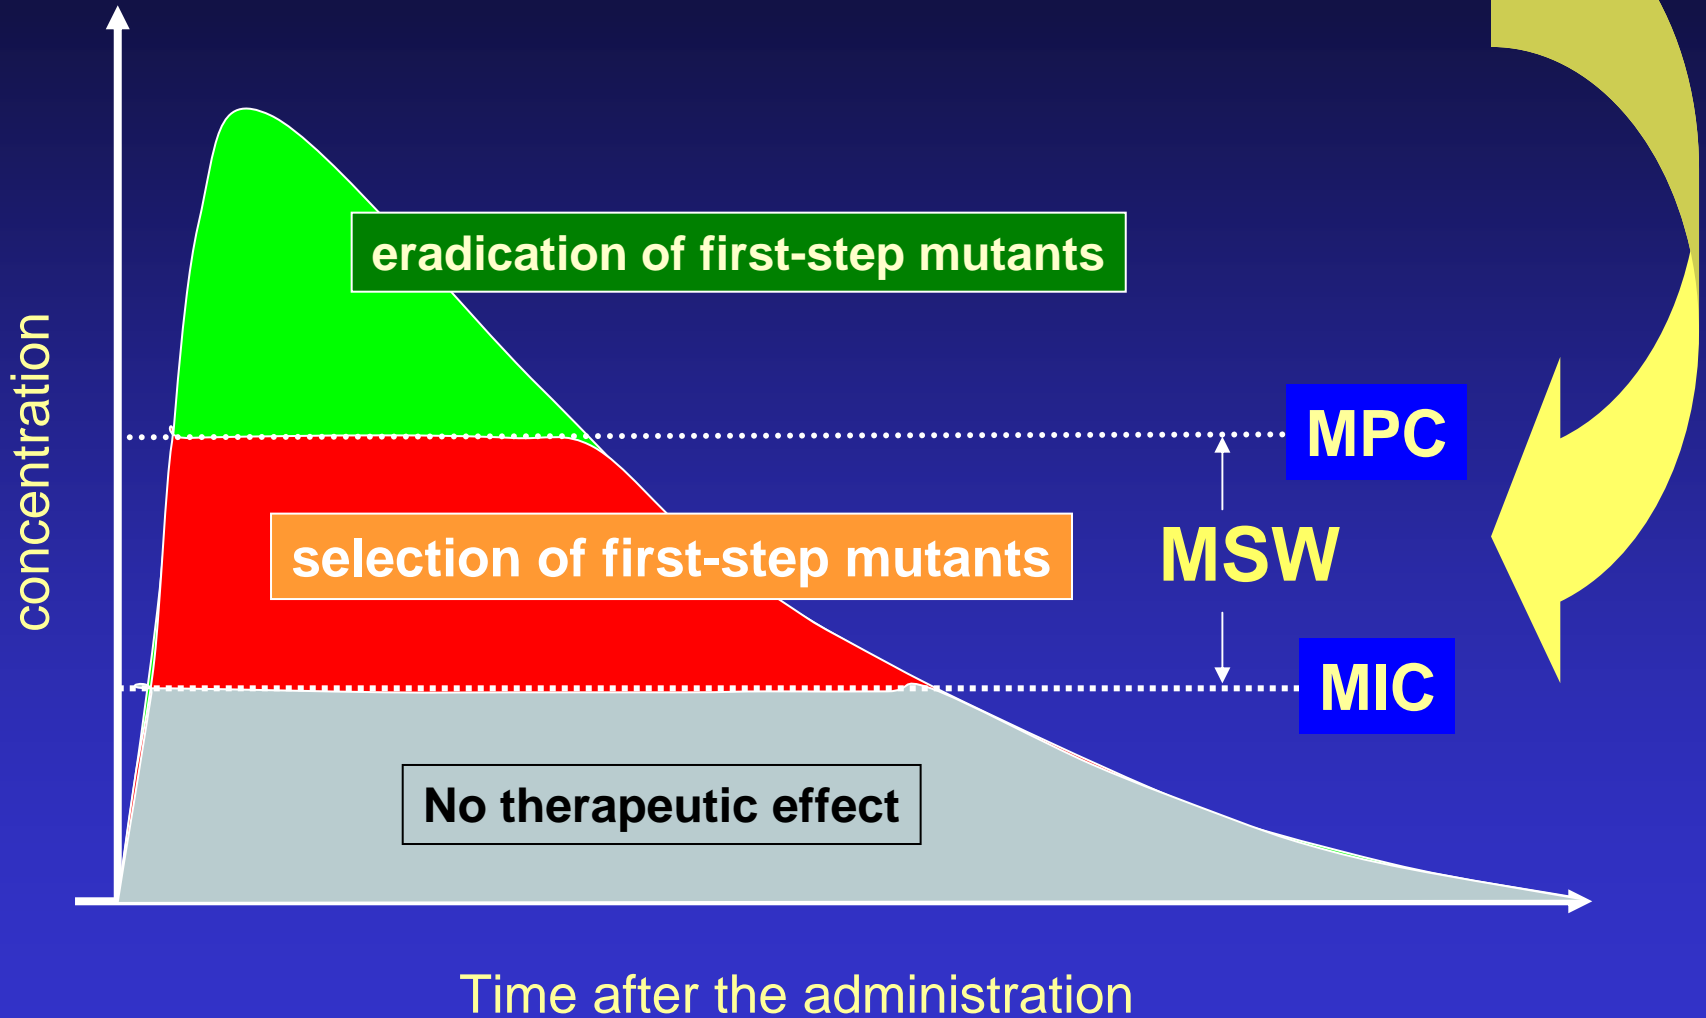 eradication of first-step mutants
concentration
MPC
selection of first-step mutants
MSW
MIC
No therapeutic effect
Time after the administration